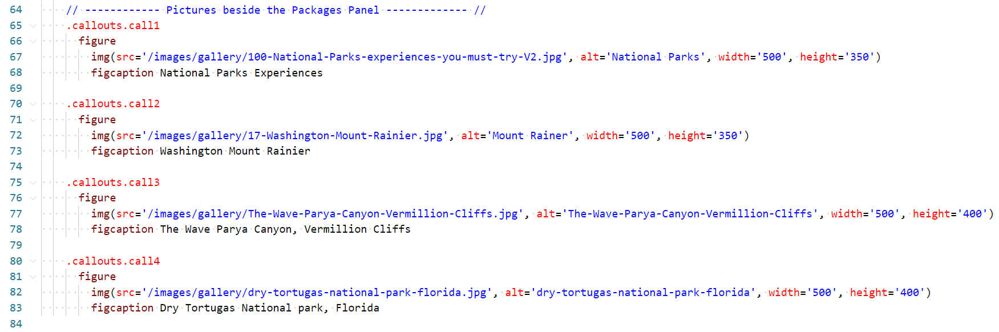 64 // ------------ Pictures beside the Packages Panel ------------- //
65 .callouts.call1
66 figure
67 img(src='/images/gallery/100-National-Parks-experiences-you-must-try-V2.jpg', alt='National Parks', width='500', height='350')
68 figcaption National Parks Experiences
69
70 .callouts.call2
71 figure
72 img(src='/images/gallery/17-Washington-Mount-Rainier.jpg', alt='Mount Rainer', width='500', height='350')
73 figcaption Washington Mount Rainier
74
75 .callouts.call3
76 figure
77 img(src='/images/gallery/The-Wave-Parya-Canyon-Vermillion-Cliffs.jpg', alt='The-Wave-Parya-Canyon-Vermillion-Cliffs', width='500', height='400')
78 figcaption The Wave Parya Canyon, Vermillion Cliffs
79
80 .callouts.call4
81 figure
82 img(src='/images/gallery/dry-tortugas-national-park-florida.jpg', alt='dry-tortugas-national-park-florida', width='500', height='400')
83 figcaption Dry Tortugas National park, Florida
84